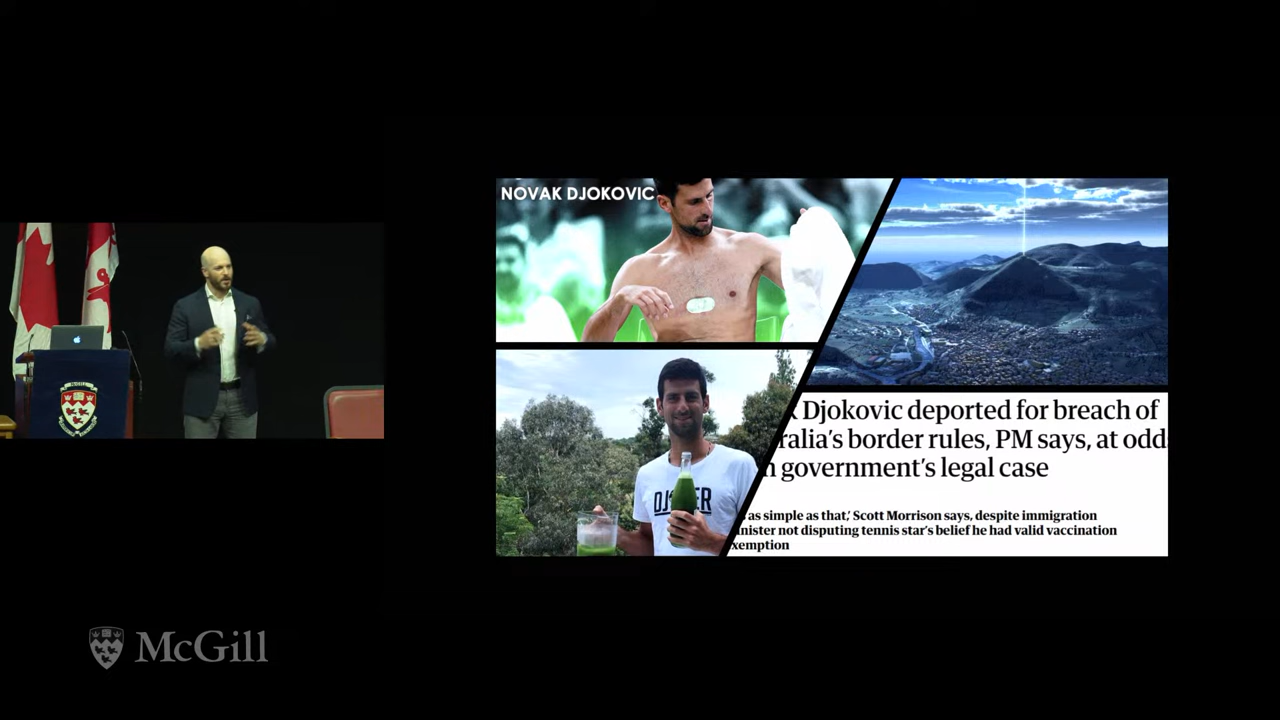 NOVAK DJOKOVIC
Djokovic deported for breach of
ralia's border rules, PM says, at odd
government's legal case
as simple as that,' Scott Morrison says, despite immigration
nister not disputing tennis star's belief he had valid vaccination
xemption
McGill